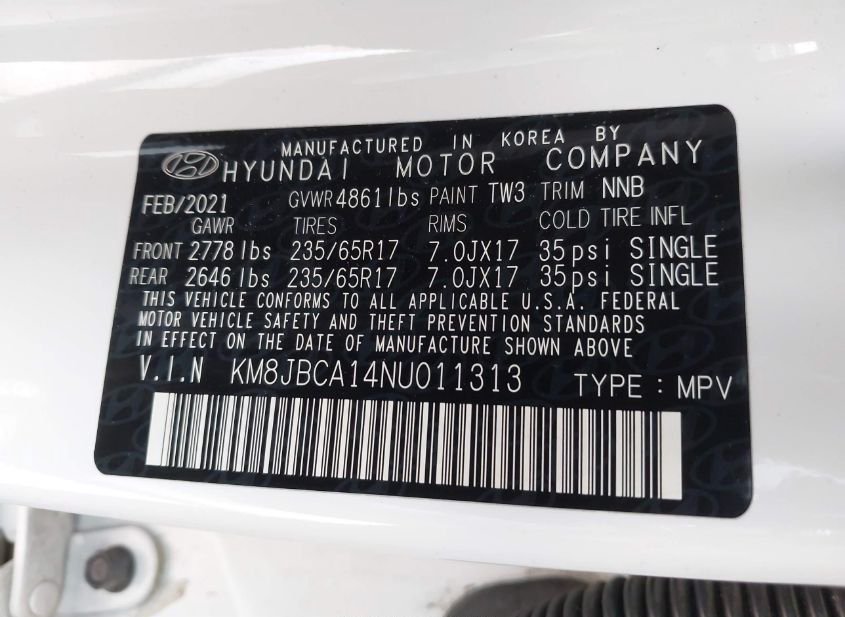 MANUFACTURED IN KOREA BY
HYUNDAI MOTOR COMPANY
FEB/2021 GVWR 4861lbs PAINT TW3 TRIM NNB
GAWR TIRES RIMS COLD TIRE INFL
FRONT 2778 lbs 235/65R17 7.0JX17 35psi SINGLE
REAR 2646 lbs 235/65R17 7.0JX17 35psi SINGLE
THIS VEHICLE CONFORMS TO ALL APPLICABLE U.S.A. FEDERAL
MOTOR VEHICLE SAFETY AND THEFT PREVENTION STANDARDS
IN EFFECT ON THE DATE OF MANUFACTURE SHOWN ABOVE
V.I.N KM8JBCA14NU011313 TYPE : MPV